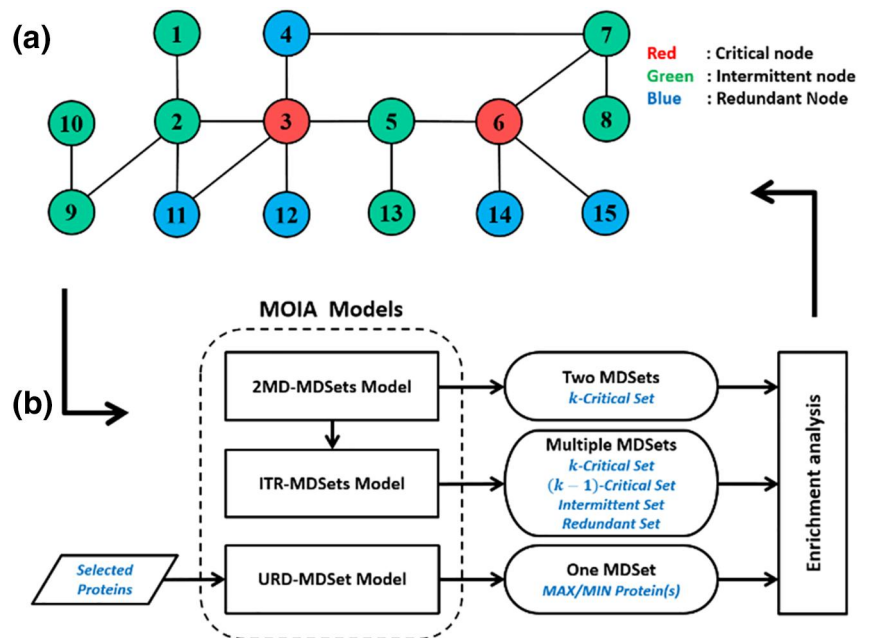 (a)
1
4
7
Red : Critical node
Green : Intermittent node
Blue : Redundant Node
10
2
3
5
6
8
9
11
12
13
14
15
MOIA Models
(b)
2MD-MDSets Model
Two MDSets
k-Critical Set
ITR-MDSets Model
Multiple MDSets
k-Critical Set
(k − 1)-Critical Set
Intermittent Set
Redundant Set
Selected
Proteins
URD-MDSet Model
One MDSet
MAX/MIN Protein(s)
Enrichment analysis